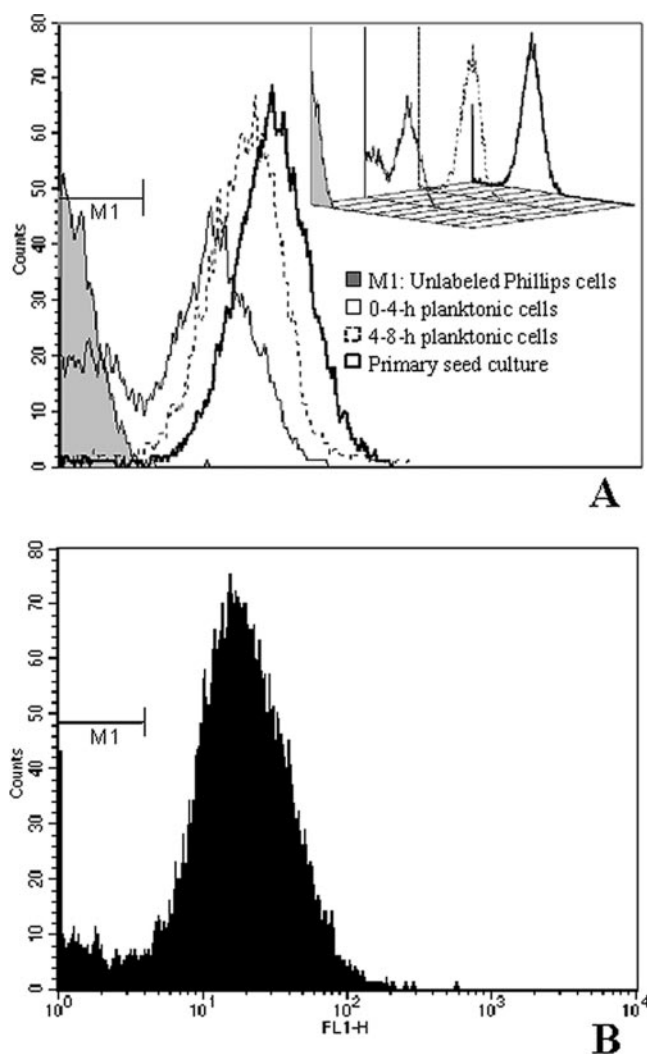 80
70
60
50
40
30
20
10
0
Counts
M1
M1: Unlabeled Phillips cells
0-4-h planktonic cells
4-8-h planktonic cells
Primary seed culture
A
80
70
60
50
40
30
20
10
0
Counts
M1
10^0 10^1 10^2 10^3 10^4
FL1-H
B